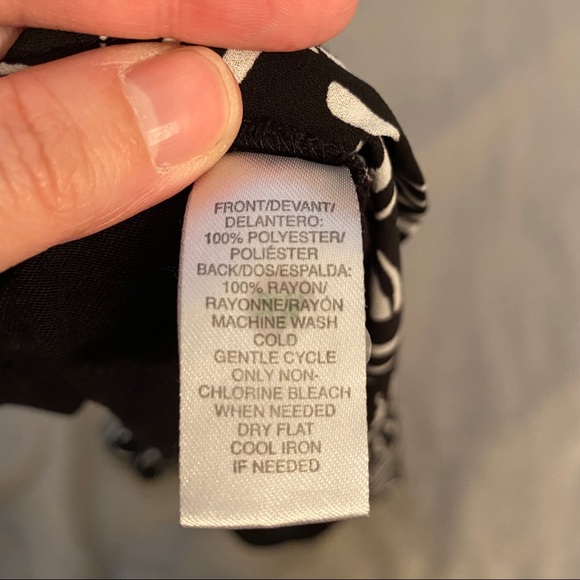 FRONT/DEVANT/
DELANTERO:
100% POLYESTER/
POLIÉSTER
BACK/DOS/ESPALDA:
100% RAYON/
RAYONNE/RAYÓN
MACHINE WASH
COLD
GENTLE CYCLE
ONLY NON-
CHLORINE BLEACH
WHEN NEEDED
DRY FLAT
COOL IRON
IF NEEDED